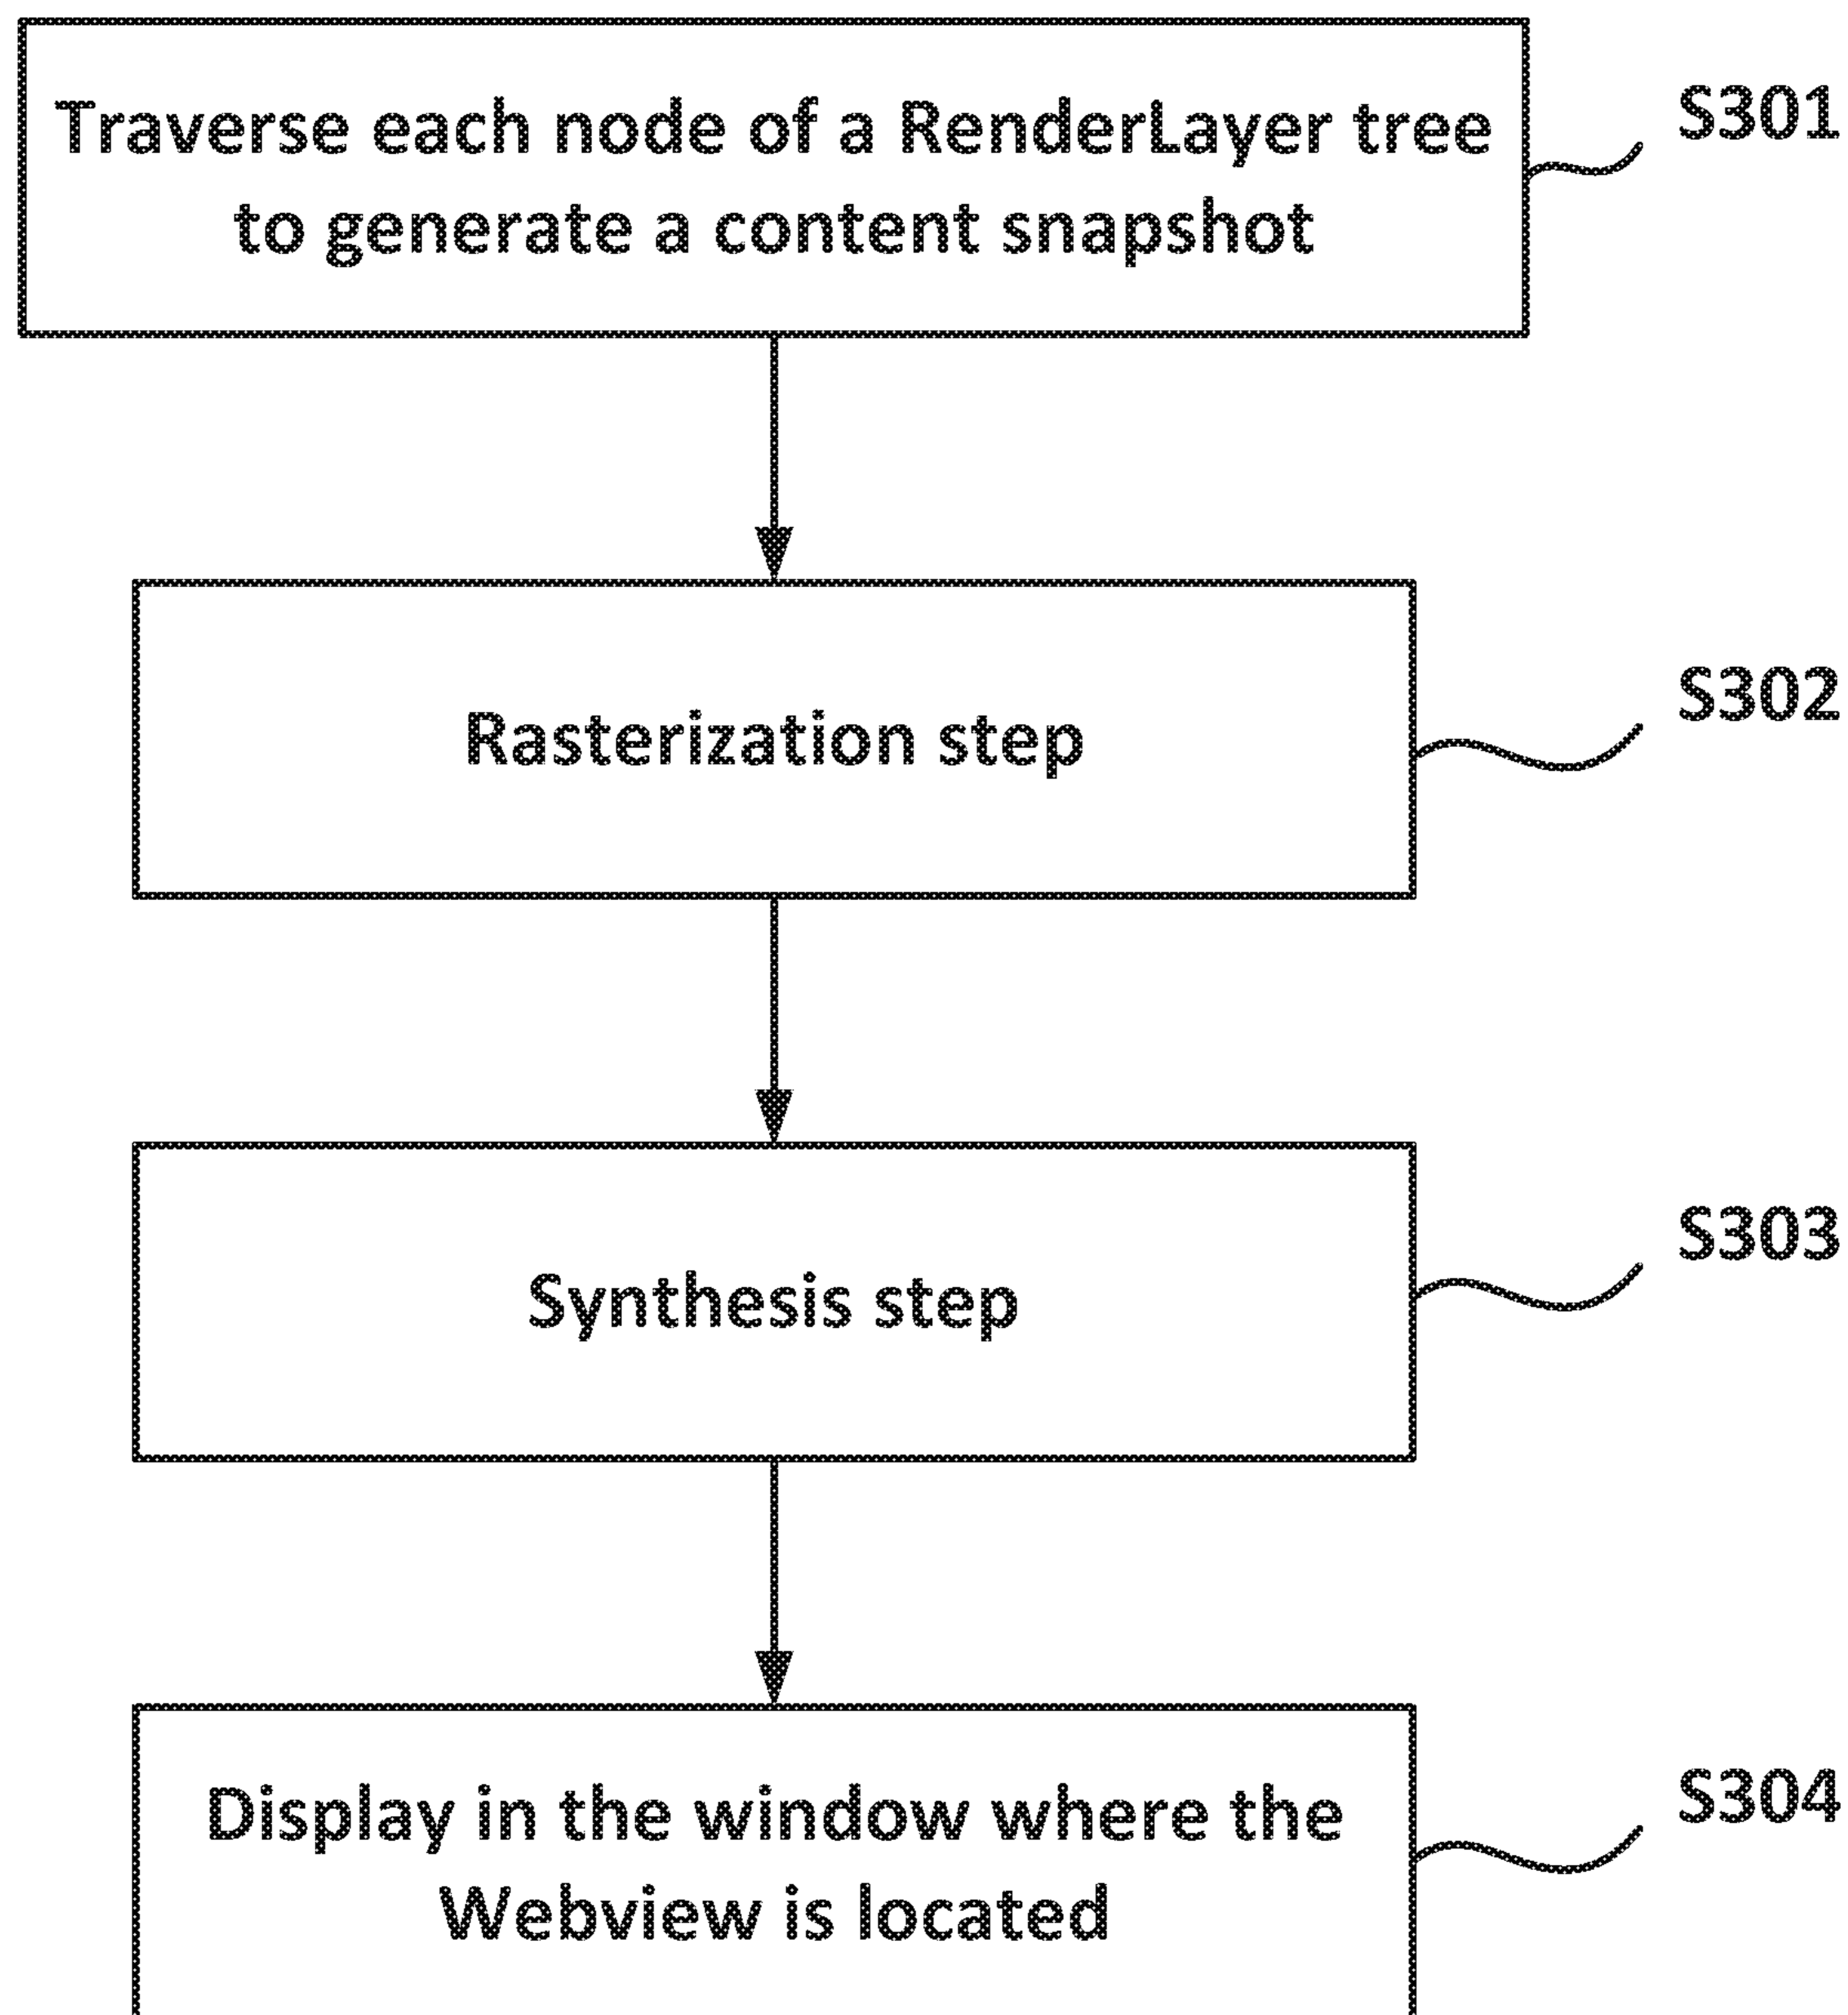 Traverse each node of a RenderLayer tree
to generate a content snapshot
S301
Rasterization step
S302
Synthesis step
S303
Display in the window where the
Webview is located
S304